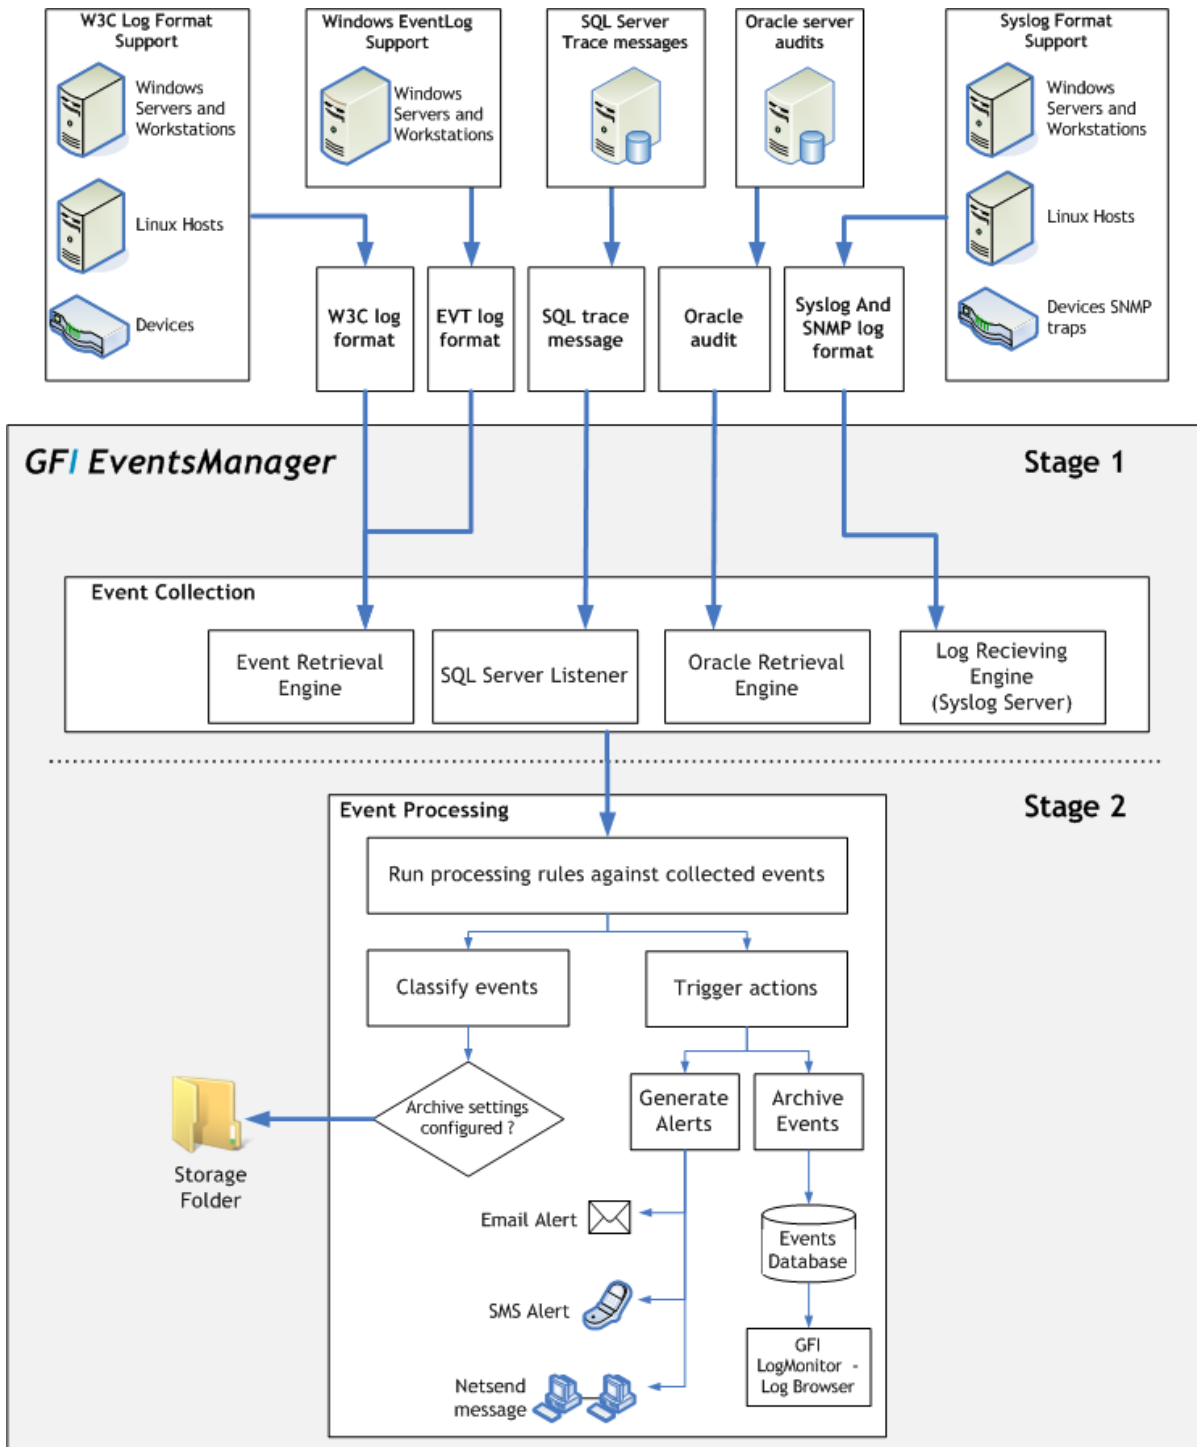 W3C Log Format
Support
Windows
Servers and
Workstations
Linux Hosts
Devices
Windows EventLog
Support
Windows
Servers and
Workstations
SQL Server
Trace messages
Oracle server
audits
Syslog Format
Support
Windows
Servers and
Workstations
Linux Hosts
Devices SNMP
traps
W3C log
format
EVT log
format
SQL trace
message
Oracle
audit
Syslog And
SNMP log
format
GFI EventsManager
Stage 1
Event Collection
Event Retrieval
Engine
SQL Server Listener
Oracle Retrieval
Engine
Log Recieving
Engine
(Syslog Server)
Stage 2
Event Processing
Run processing rules against collected events
Classify events
Trigger actions
Archive settings
configured ?
Storage
Folder
Generate
Alerts
Archive
Events
Email Alert
SMS Alert
Netsend
message
Events
Database
GFI
LogMonitor -
Log Browser